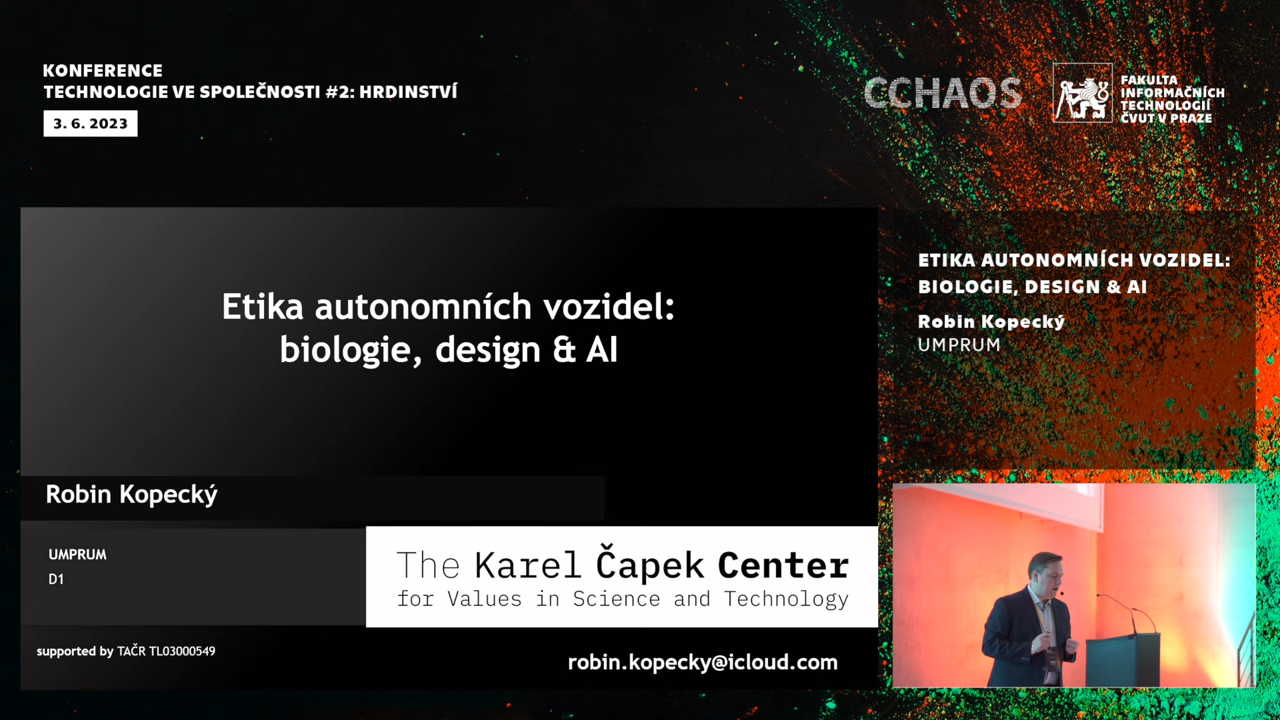 KONFERENCE
TECHNOLOGIE VE SPOLEČNOSTI #2: HRDINSTVÍ
3. 6. 2023
CCHAOS
FAKULTA
INFORMAČNÍCH
TECHNOLOGIÍ
ČVUT V PRAZE
Etika autonomních vozidel:
biologie, design & AI
Robin Kopecký
UMPRUM
D1
The Karel Čapek Center
for Values in Science and Technology
supported by TAČR TL03000549
robin.kopecky@icloud.com
ETIKA AUTONOMNÍCH VOZIDEL:
BIOLOGIE, DESIGN & AI
Robin Kopecký
UMPRUM